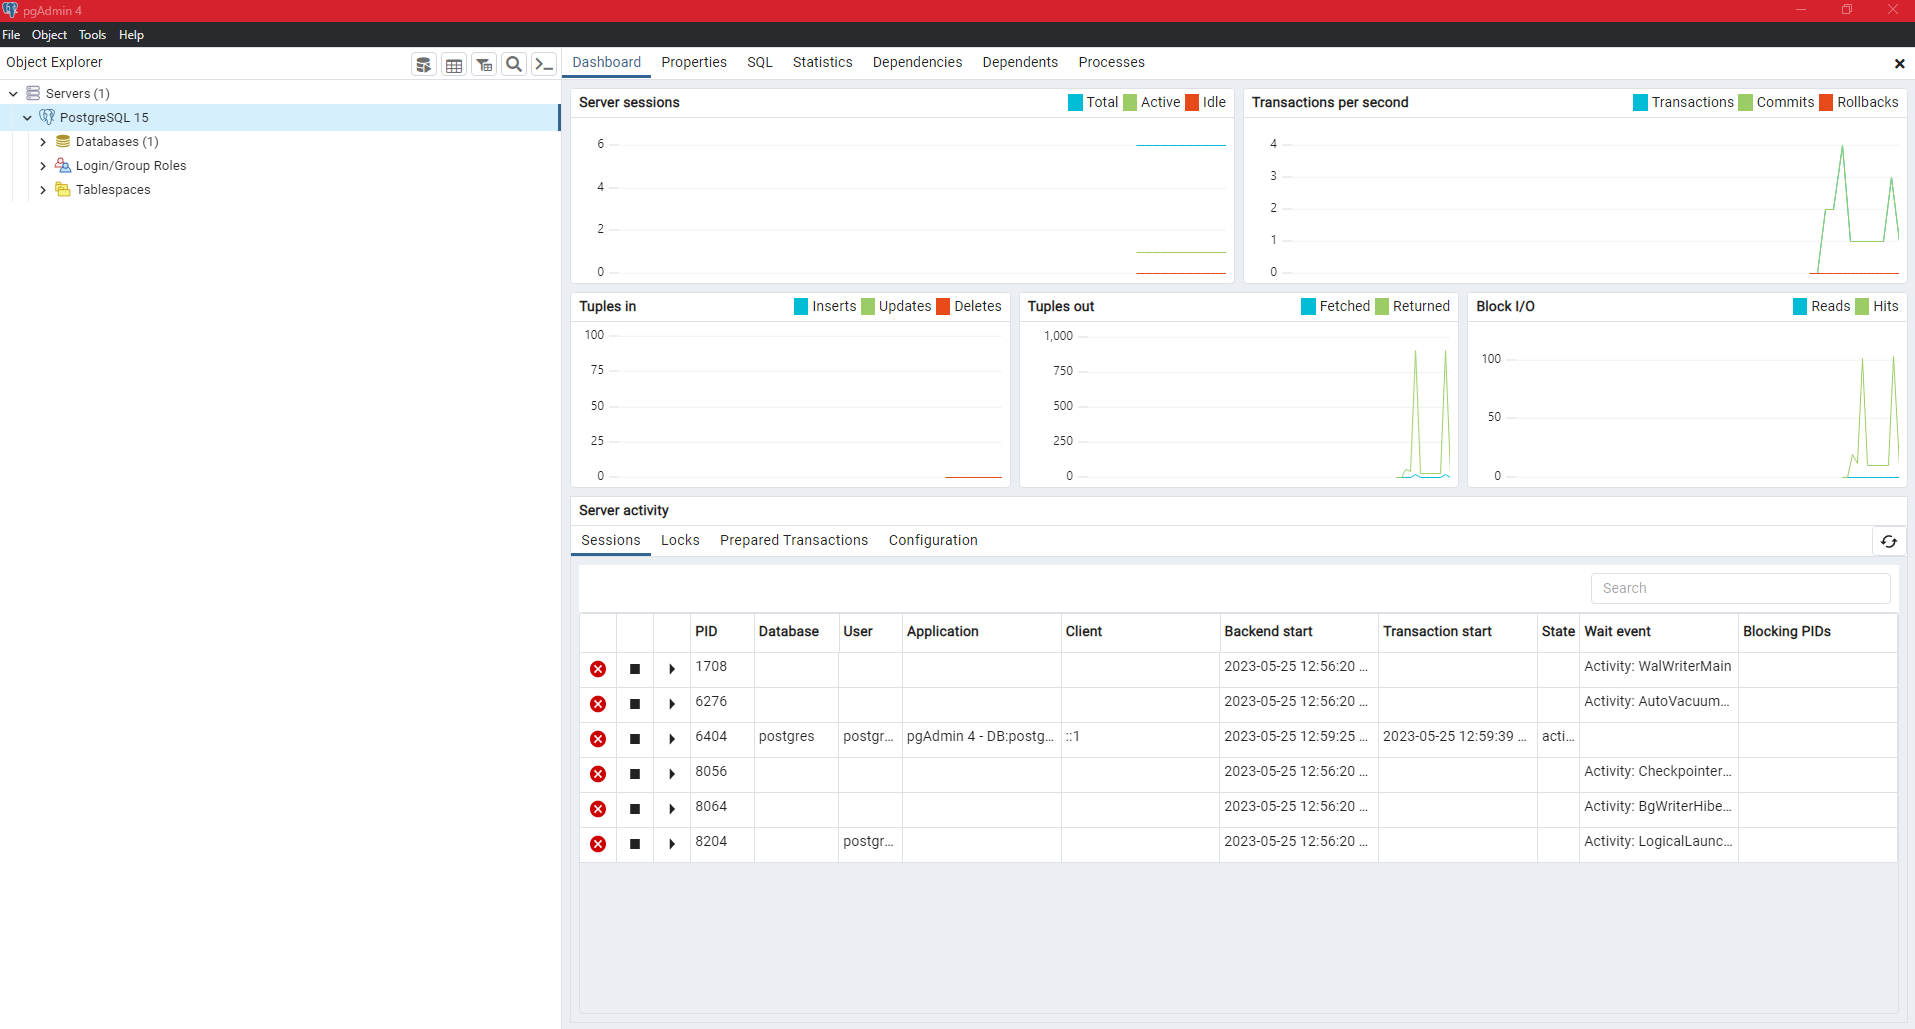 pgAdmin 4
File Object Tools Help
Object Explorer
Dashboard Properties SQL Statistics Dependencies Dependents Processes
Servers (1)
PostgreSQL 15
Databases (1)
Login/Group Roles
Tablespaces
Server sessions
Total Active Idle
6
4
2
0
Transactions per second
Transactions Commits Rollbacks
4
3
2
1
0
Tuples in
Inserts Updates Deletes
100
75
50
25
0
Tuples out
Fetched Returned
1,000
750
500
250
0
Block I/O
Reads Hits
100
50
0
Server activity
Sessions Locks Prepared Transactions Configuration
Search
PID Database User Application Client Backend start Transaction start State Wait event Blocking PIDs
1708 2023-05-25 12:56:20 ... Activity: WalWriterMain
6276 2023-05-25 12:56:20 ... Activity: AutoVacuum...
6404 postgres postgr... pgAdmin 4 - DB:postg... ::1 2023-05-25 12:59:25 ... 2023-05-25 12:59:39 ... acti...
8056 2023-05-25 12:56:20 ... Activity: Checkpointer...
8064 2023-05-25 12:56:20 ... Activity: BgWriterHibe...
8204 postgr... 2023-05-25 12:56:20 ... Activity: LogicalLaunc...